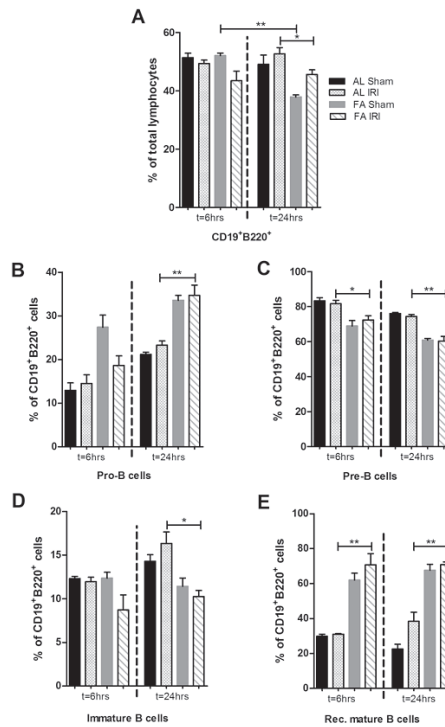 A
**
*
% of total lymphocytes
60
40
20
0
t=6hrs
t=24hrs
CD19+B220+
AL Sham
AL IRI
FA Sham
FA IRI
B
**
% of CD19+B220+ cells
40
30
20
10
0
t=6hrs
t=24hrs
Pro-B cells
C
*
**
% of CD19+B220+ cells
100
80
60
40
20
0
t=6hrs
t=24hrs
Pre-B cells
D
*
% of CD19+B220+ cells
20
15
10
5
0
t=6hrs
t=24hrs
Immature B cells
E
**
**
% of CD19+B220+ cells
100
80
60
40
20
0
t=6hrs
t=24hrs
Rec. mature B cells